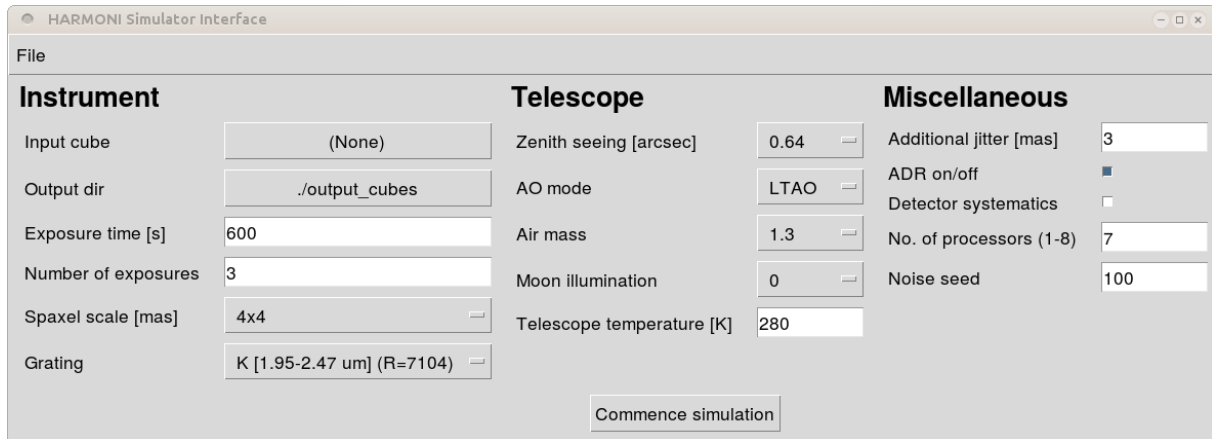 HARMONI Simulator Interface
File
Instrument
Input cube (None)
Output dir ./output_cubes
Exposure time [s] 600
Number of exposures 3
Spaxel scale [mas] 4x4
Grating K [1.95-2.47 um] (R=7104)
Telescope
Zenith seeing [arcsec] 0.64
AO mode LTAO
Air mass 1.3
Moon illumination 0
Telescope temperature [K] 280
Miscellaneous
Additional jitter [mas] 3
ADR on/off
Detector systematics
No. of processors (1-8) 7
Noise seed 100
Commence simulation